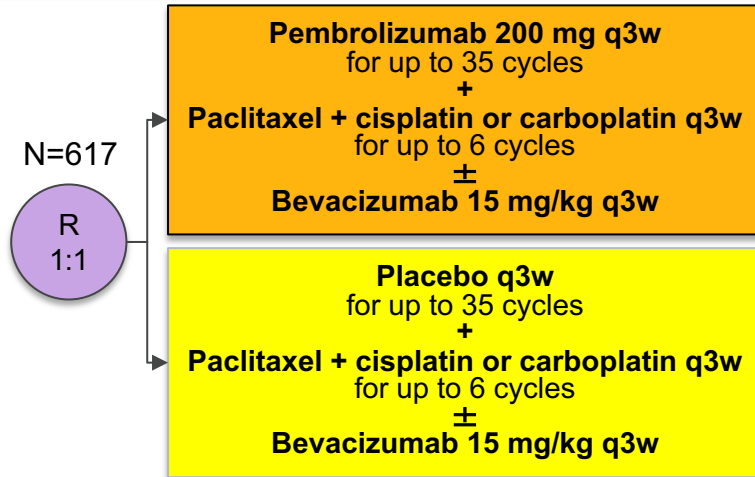 N=617
R
1:1
Pembrolizumab 200 mg q3w
for up to 35 cycles
+
Paclitaxel + cisplatin or carboplatin q3w
for up to 6 cycles
±
Bevacizumab 15 mg/kg q3w
Placebo q3w
for up to 35 cycles
+
Paclitaxel + cisplatin or carboplatin q3w
for up to 6 cycles
±
Bevacizumab 15 mg/kg q3w